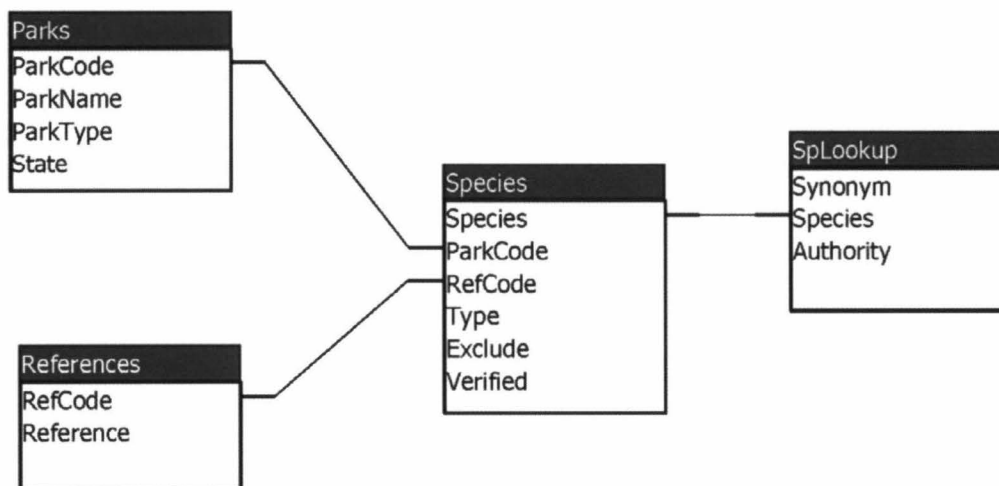 Parks
ParkCode
ParkName
ParkType
State
References
RefCode
Reference
Species
Species
ParkCode
RefCode
Type
Exclude
Verified
SpLookup
Synonym
Species
Authority